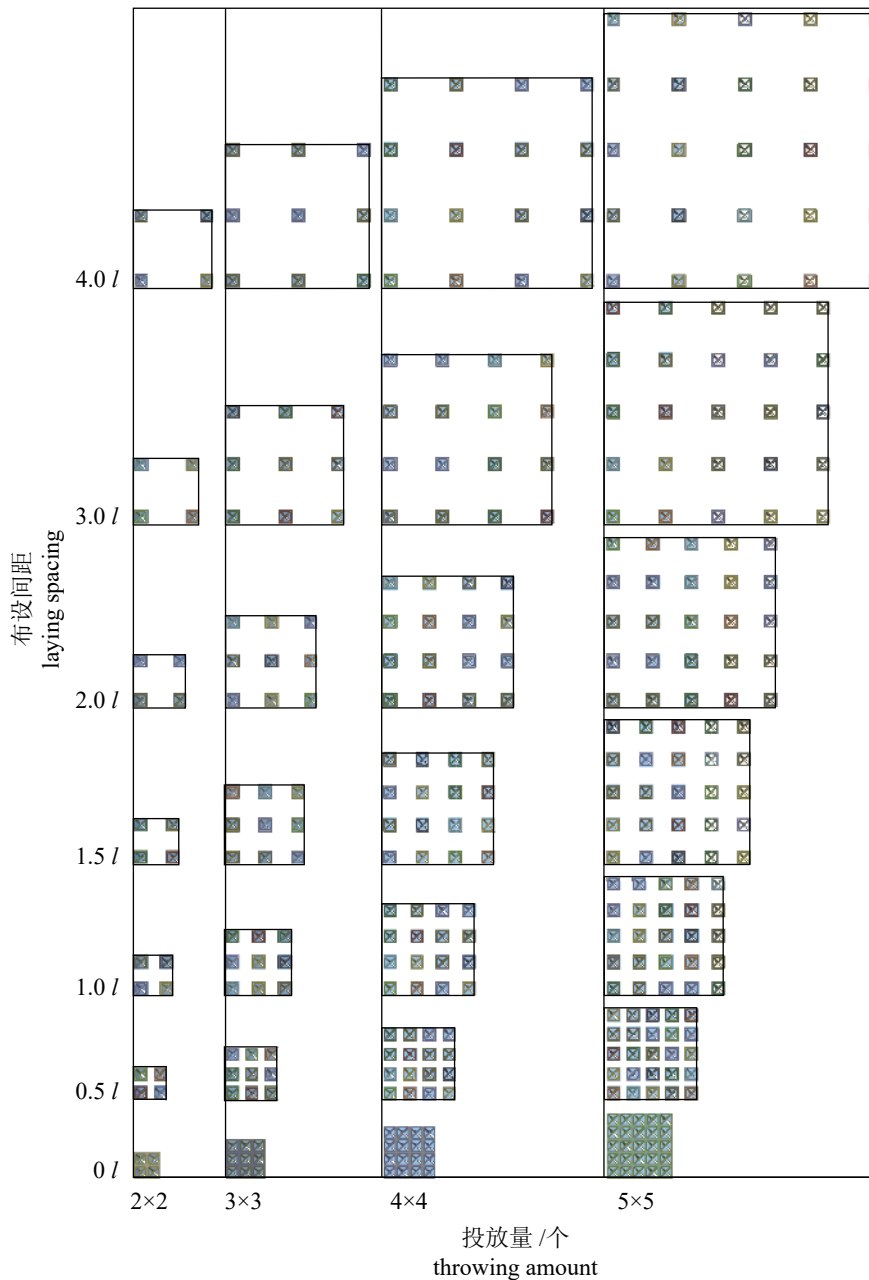 4.0 l
3.0 l
2.0 l
1.5 l
1.0 l
0.5 l
0 l
布设间距
laying spacing
2×2 3×3 4×4 5×5
投放量 /个
throwing amount